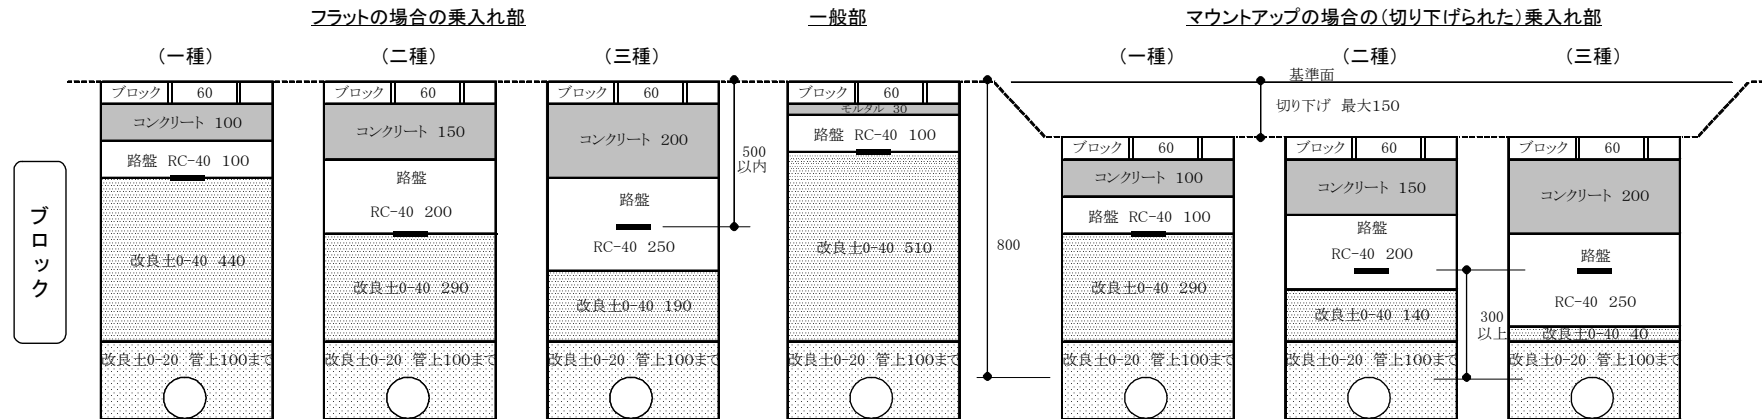 フラットの場合の乗入れ部
一般部
マウントアップの場合の(切り下げられた)乗入れ部
(一種)
(二種)
(三種)
(一種)
(二種)
(三種)
基準面
切り下げ 最大150
ブロック
ブロック 60
コンクリート 100
路盤 RC-40 100
改良土0-40 440
改良土0-20 管上100まで
ブロック 60
コンクリート 150
路盤
RC-40 200
改良土0-40 290
改良土0-20 管上100まで
ブロック 60
コンクリート 200
路盤
RC-40 250
改良土0-40 190
改良土0-20 管上100まで
500
以内
ブロック 60
モルタル 30
路盤 RC-40 100
改良土0-40 510
改良土0-20 管上100まで
800
ブロック 60
コンクリート 100
路盤 RC-40 100
改良土0-40 290
改良土0-20 管上100まで
ブロック 60
コンクリート 150
路盤
RC-40 200
改良土0-40 140
改良土0-20 管上100まで
300
以上
ブロック 60
コンクリート 200
路盤
RC-40 250
改良土0-40 40
改良土0-20 管上100まで